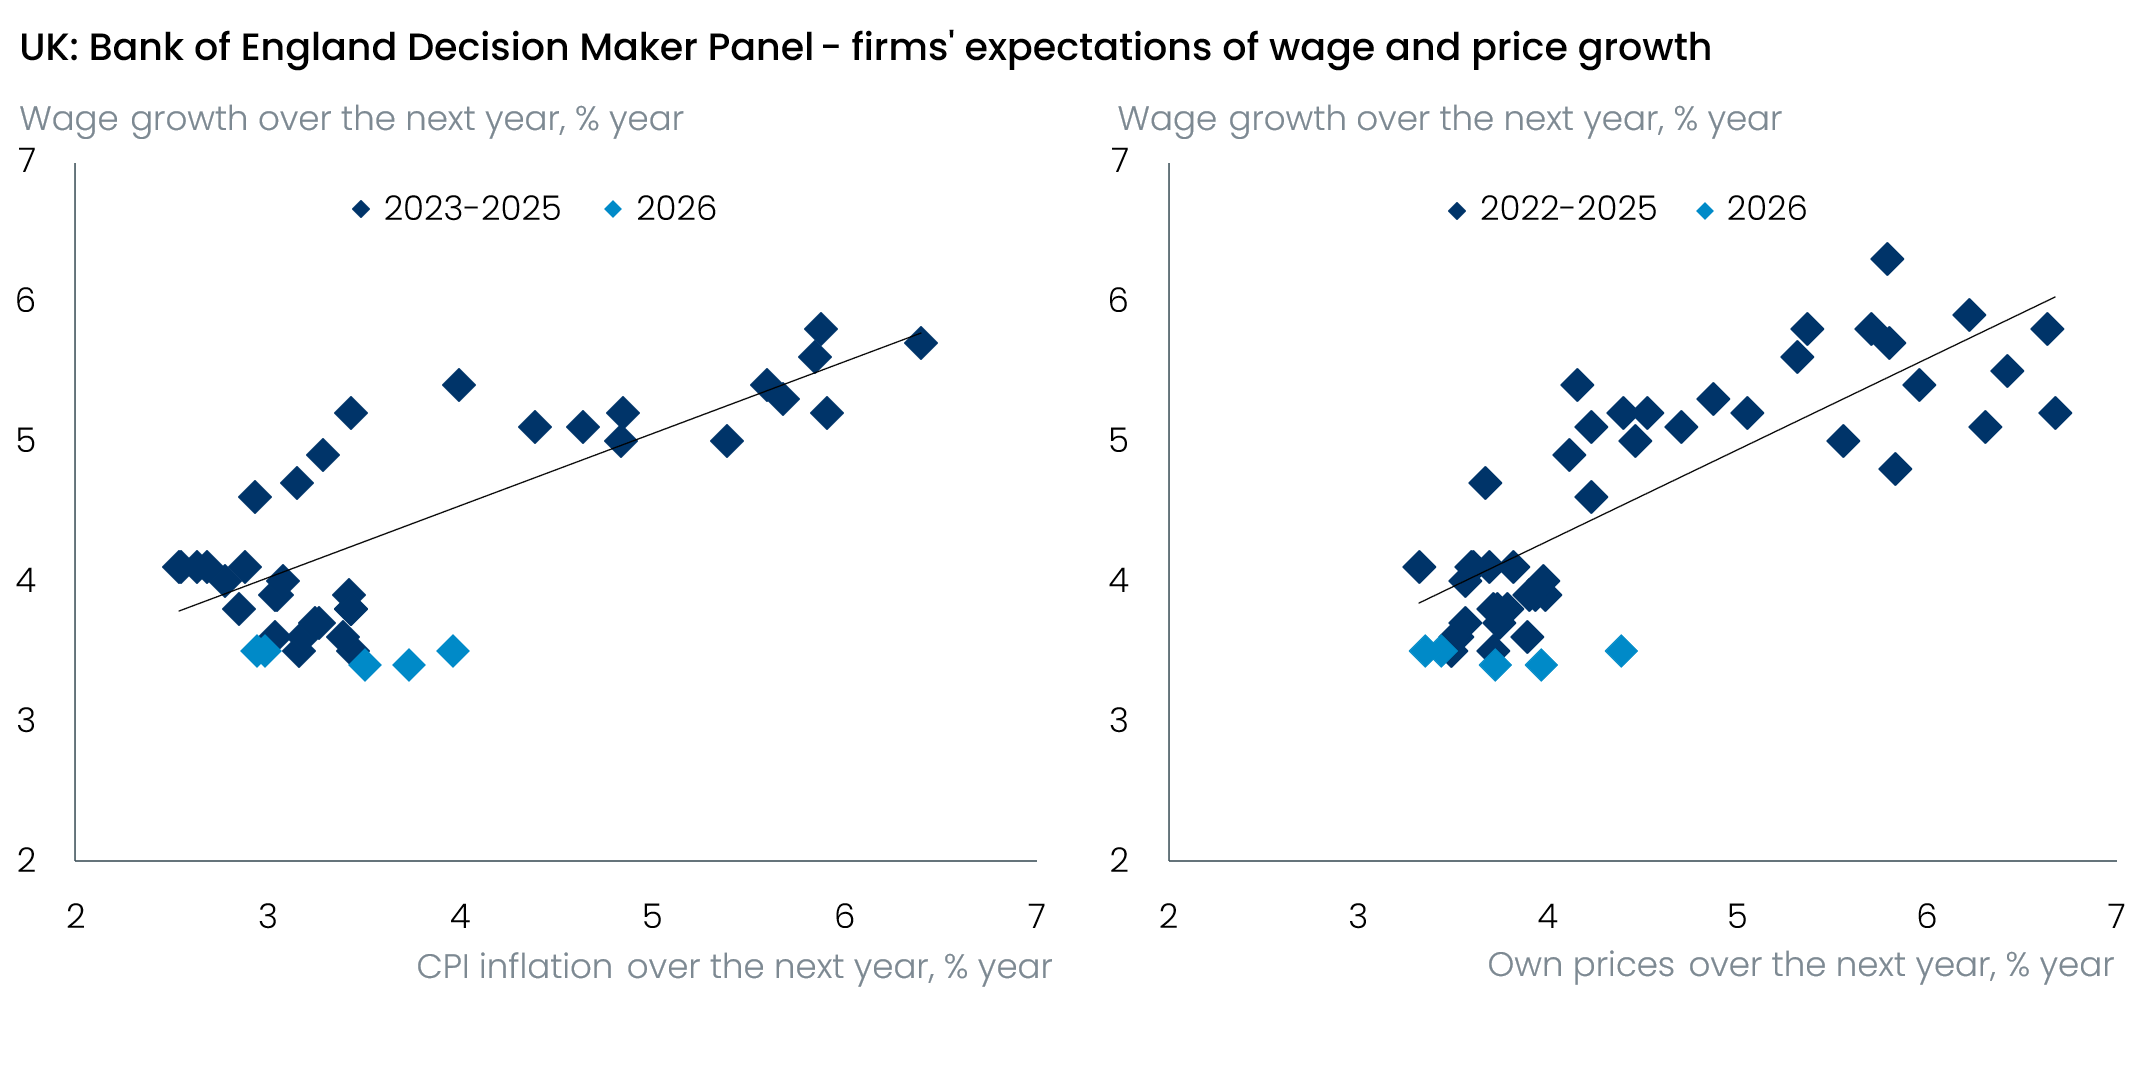 UK: Bank of England Decision Maker Panel - firms' expectations of wage and price growth
Wage growth over the next year, % year
7
2023-2025
2026
6
5
4
3
2
2 3 4 5 6 7
CPI inflation over the next year, % year
Wage growth over the next year, % year
7
2022-2025
2026
6
5
4
3
2
2 3 4 5 6 7
Own prices over the next year, % year